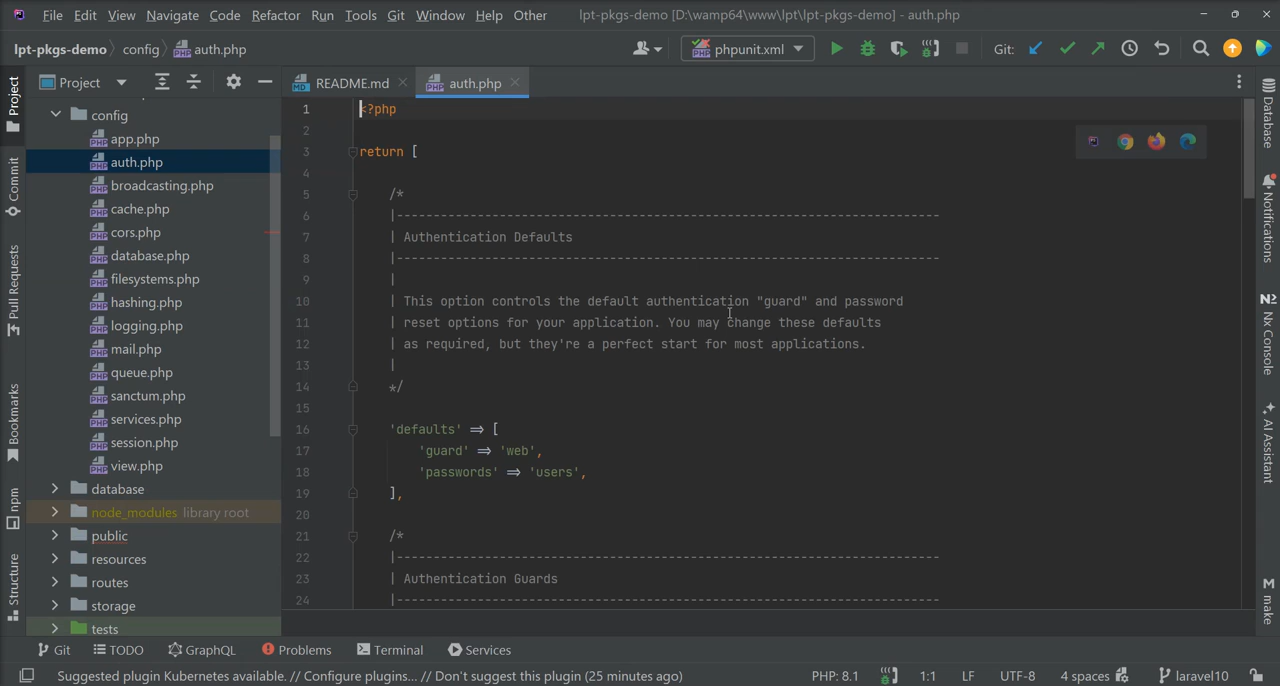 File Edit View Navigate Code Refactor Run Tools Git Window Help Other lpt-pkgs-demo [D:\wamp64\www\lpt\lpt-pkgs-demo] - auth.php
lpt-pkgs-demo config auth.php phpunit.xml Git:
Project
README.md auth.php
config
app.php
auth.php
broadcasting.php
cache.php
cors.php
database.php
filesystems.php
hashing.php
logging.php
mail.php
queue.php
sanctum.php
services.php
session.php
view.php
database
node_modules library root
public
resources
routes
storage
tests
1 <?php
2
3 return [
4
5 /*
6 |--------------------------------------------------------------------------
7 | Authentication Defaults
8 |--------------------------------------------------------------------------
9 |
10 | This option controls the default authentication "guard" and password
11 | reset options for your application. You may change these defaults
12 | as required, but they're a perfect start for most applications.
13 |
14 */
15
16 'defaults' => [
17 'guard' => 'web',
18 'passwords' => 'users',
19 ],
20
21 /*
22 |--------------------------------------------------------------------------
23 | Authentication Guards
24 |--------------------------------------------------------------------------
Project
Commit
Pull Requests
Bookmarks
npm
Structure
Database
Notifications
Nx Console
AI Assistant
make
Git TODO GraphQL Problems Terminal Services
Suggested plugin Kubernetes available. // Configure plugins... // Don't suggest this plugin (25 minutes ago) PHP: 8.1 1:1 LF UTF-8 4 spaces laravel10